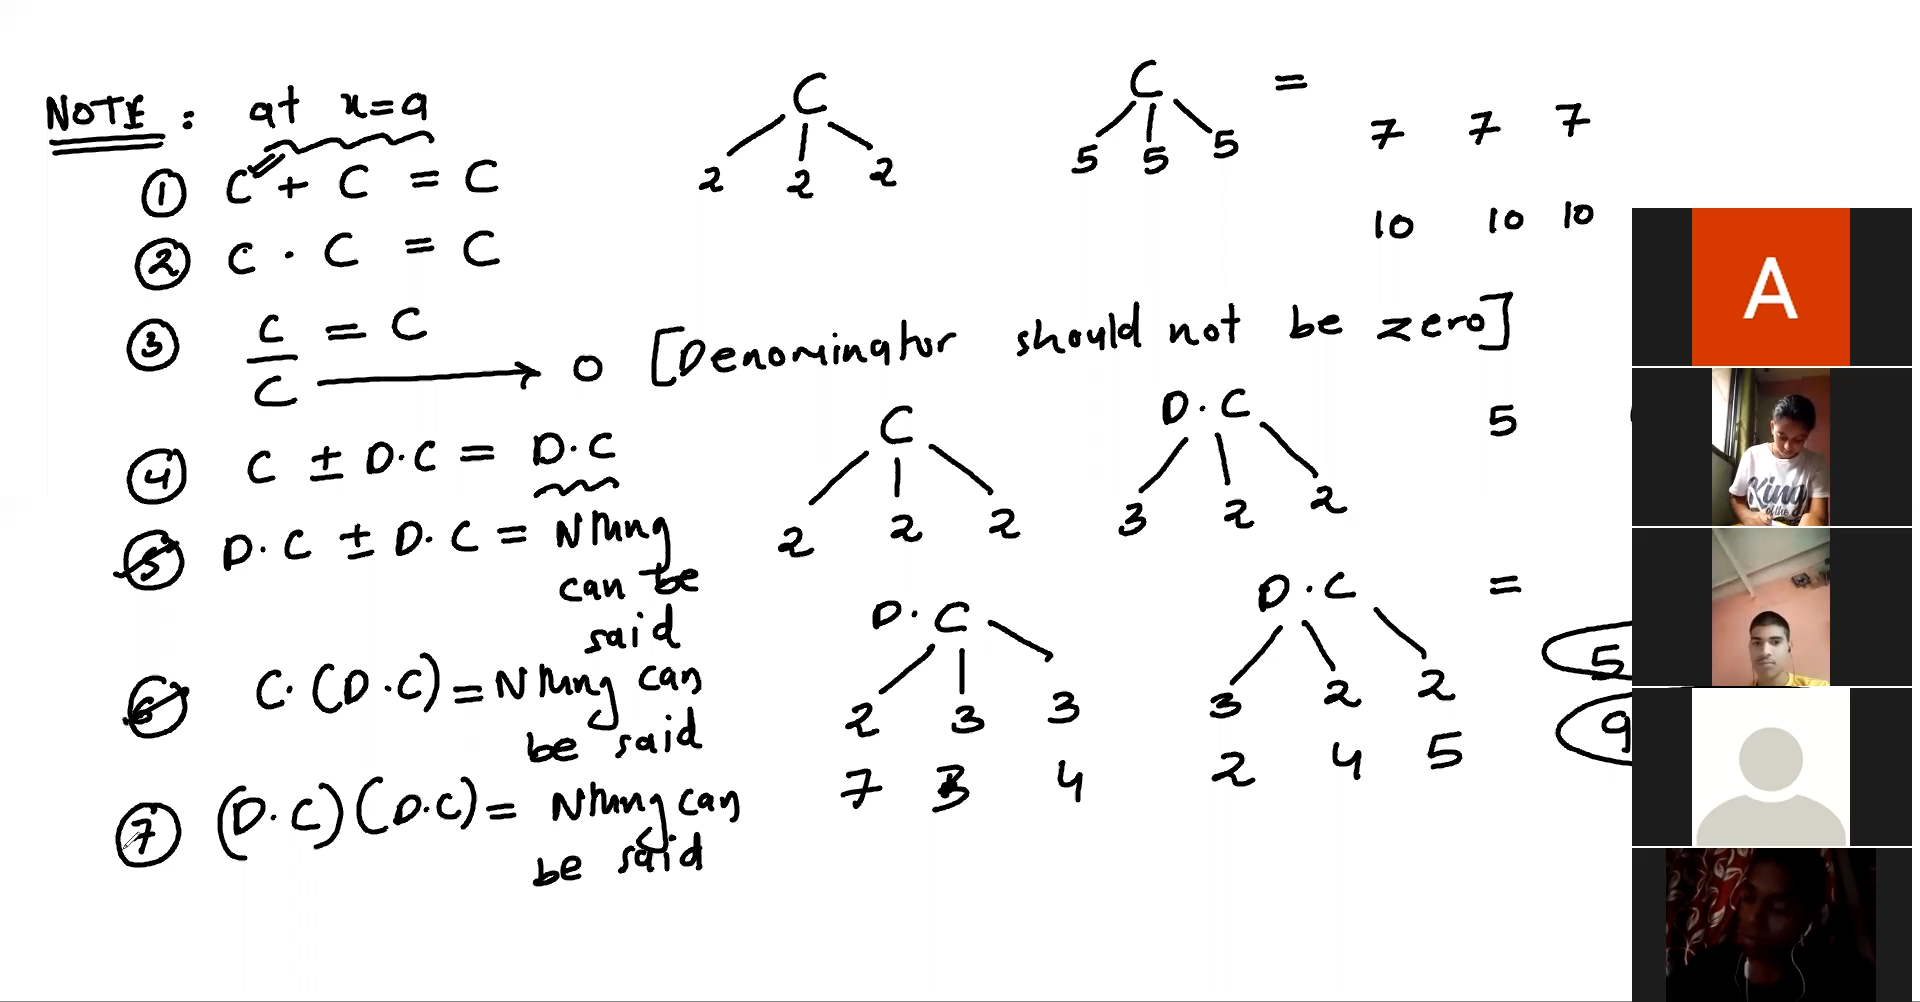 NOTE : at x=a
① C + C = C
② C . C = C
③ C/C = C
→ 0 [Denominator should not be zero]
④ C ± D.C = D.C
⑤ D.C ± D.C = Nthing
can be
said
⑥ C. (D.C) = Nthing can
be said
⑦ (D.C)(D.C) = Nthing can
be said
C
2 2 2
C =
5 5 5
7 7 7
10 10 10
C
2 2 2
D.C
3 2 2
5
D.C
2 3 3
7 3 4
D.C =
3 2 2
2 4 5
5
9
A
King
of the